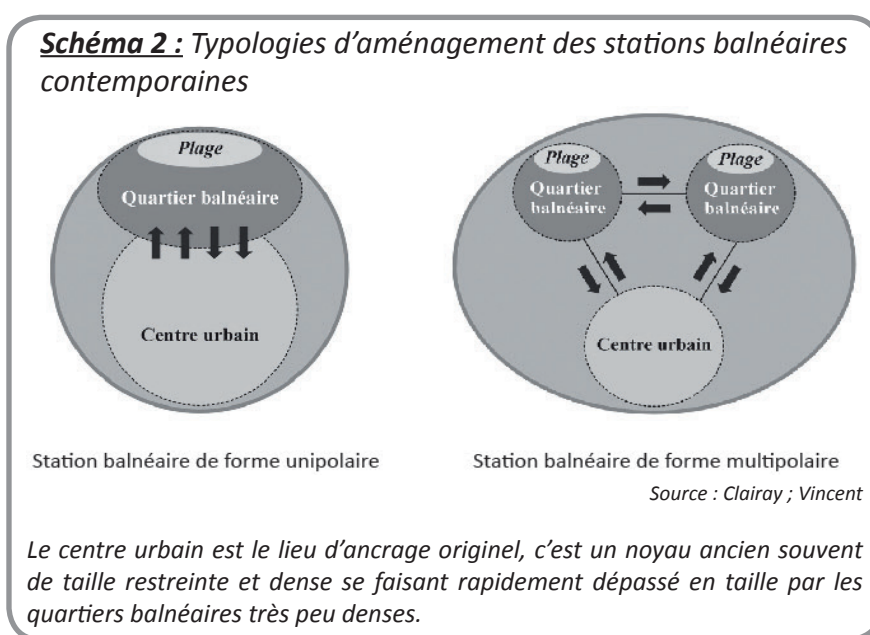 Schéma 2 : Typologies d'aménagement des stations balnéaires
contemporaines
Plage
Quartier balnéaire
Centre urbain
Plage
Quartier
balnéaire
Plage
Quartier
balnéaire
Centre urbain
Station balnéaire de forme unipolaire
Station balnéaire de forme multipolaire
Source : Clairay ; Vincent
Le centre urbain est le lieu d'ancrage originel, c'est un noyau ancien souvent
de taille restreinte et dense se faisant rapidement dépassé en taille par les
quartiers balnéaires très peu denses.